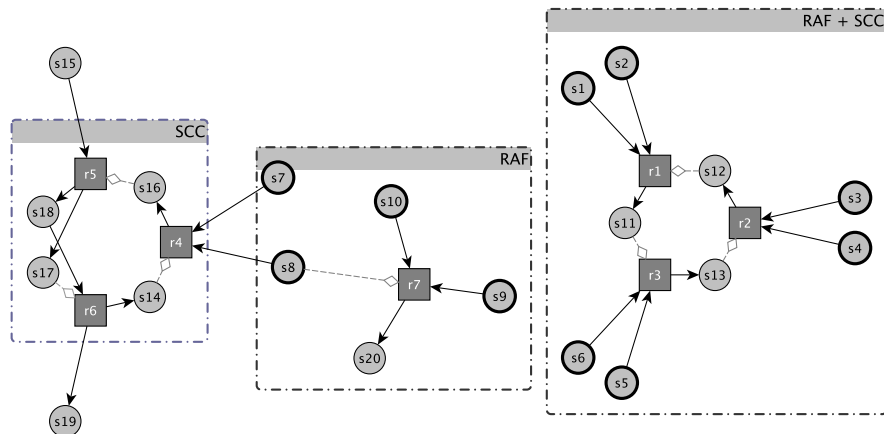 RAF + SCC
s15
s2
s1
SCC
RAF
r5
s16
s7
r1
s12
s18
s10
s11
r2
s3
r4
s4
s17
s8
r7
s9
r3
s13
r6
s14
s20
s6
s5
s19